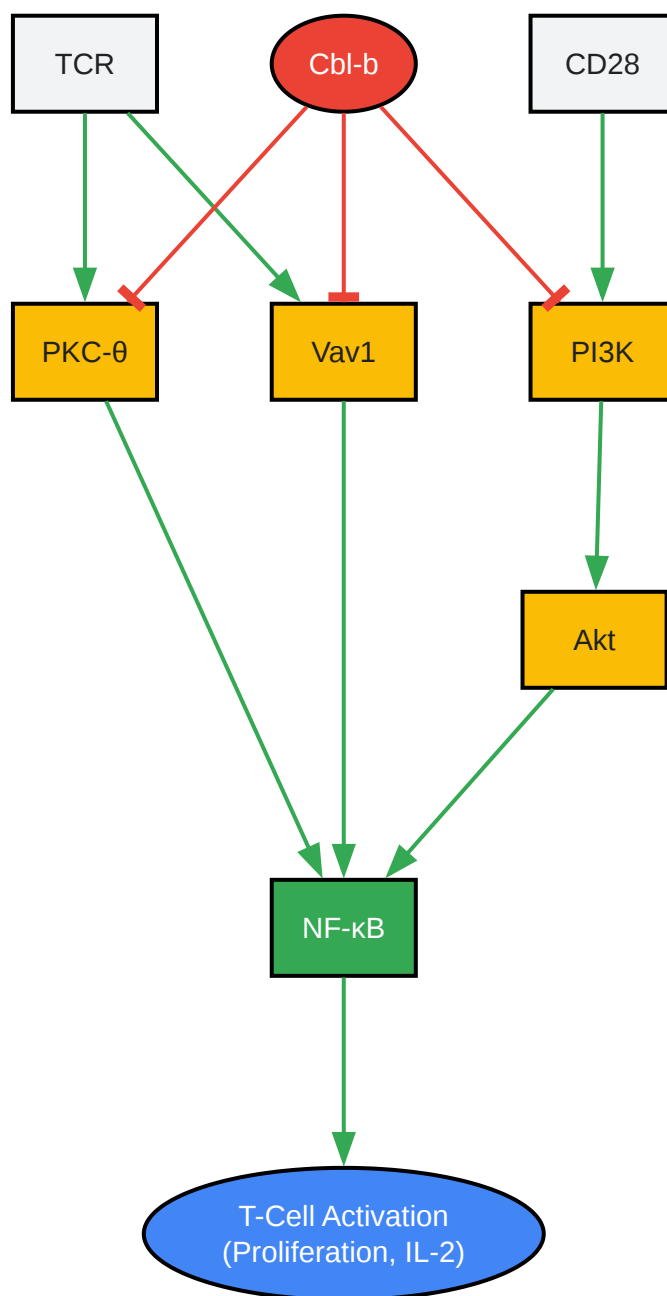 TCR
Cbl-b
CD28
PKC-θ
Vav1
PI3K
Akt
NF-κB
T-Cell Activation
(Proliferation, IL-2)